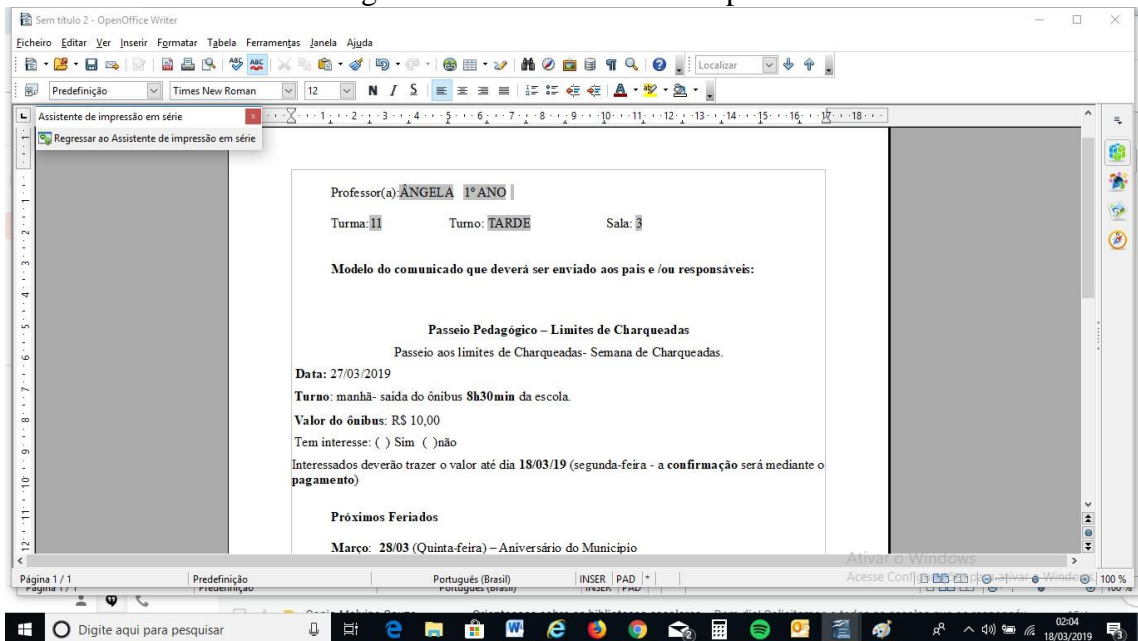 Sem título 2 - OpenOffice Writer
Ficheiro Editar Ver Inserir Formatar Tabela Ferramentas Janela Ajuda
Localizar
Predefinição Times New Roman 12 N I S
Assistente de impressão em série
Regressar ao Assistente de impressão em série
Professor(a):ÂNGELA 1º ANO
Turma: 11 Turno: TARDE Sala: 3
Modelo do comunicado que deverá ser enviado aos pais e /ou responsáveis:
Passeio Pedagógico – Limites de Charqueadas
Passeio aos limites de Charqueadas- Semana de Charqueadas.
Data: 27/03/2019
Turno: manhã- saída do ônibus 8h30min da escola.
Valor do ônibus: R$ 10,00
Tem interesse: ( ) Sim ( )não
Interessados deverão trazer o valor até dia 18/03/19 (segunda-feira - a confirmação será mediante o
pagamento)
Próximos Feriados
Março: 28/03 (Quinta-feira) – Aniversário do Município
Ativar o Windows
Página 1 / 1 Predefinição Português (Brasil) INSER PAD * 100 %
Digite aqui para pesquisar
02:04
18/03/2019